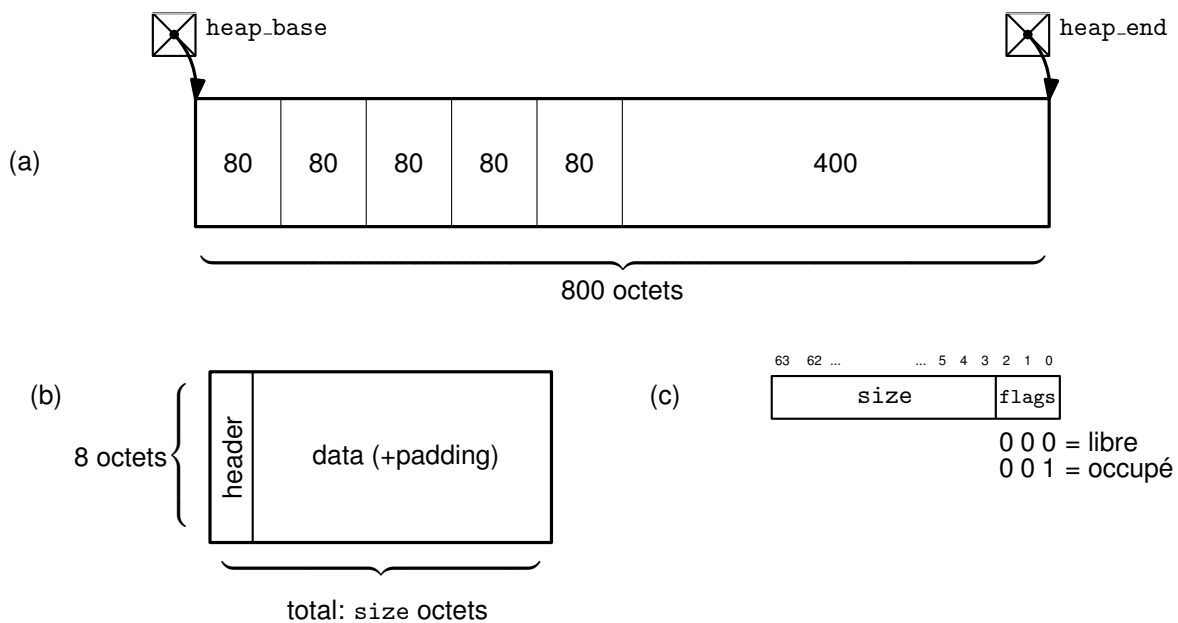 heap_base
heap_end
(a)
80 80 80 80 80 400
800 octets
(b)
8 octets
header
data (+padding)
total: size octets
(c)
63 62 ... ... 5 4 3 2 1 0
size flags
0 0 0 = libre
0 0 1 = occupé